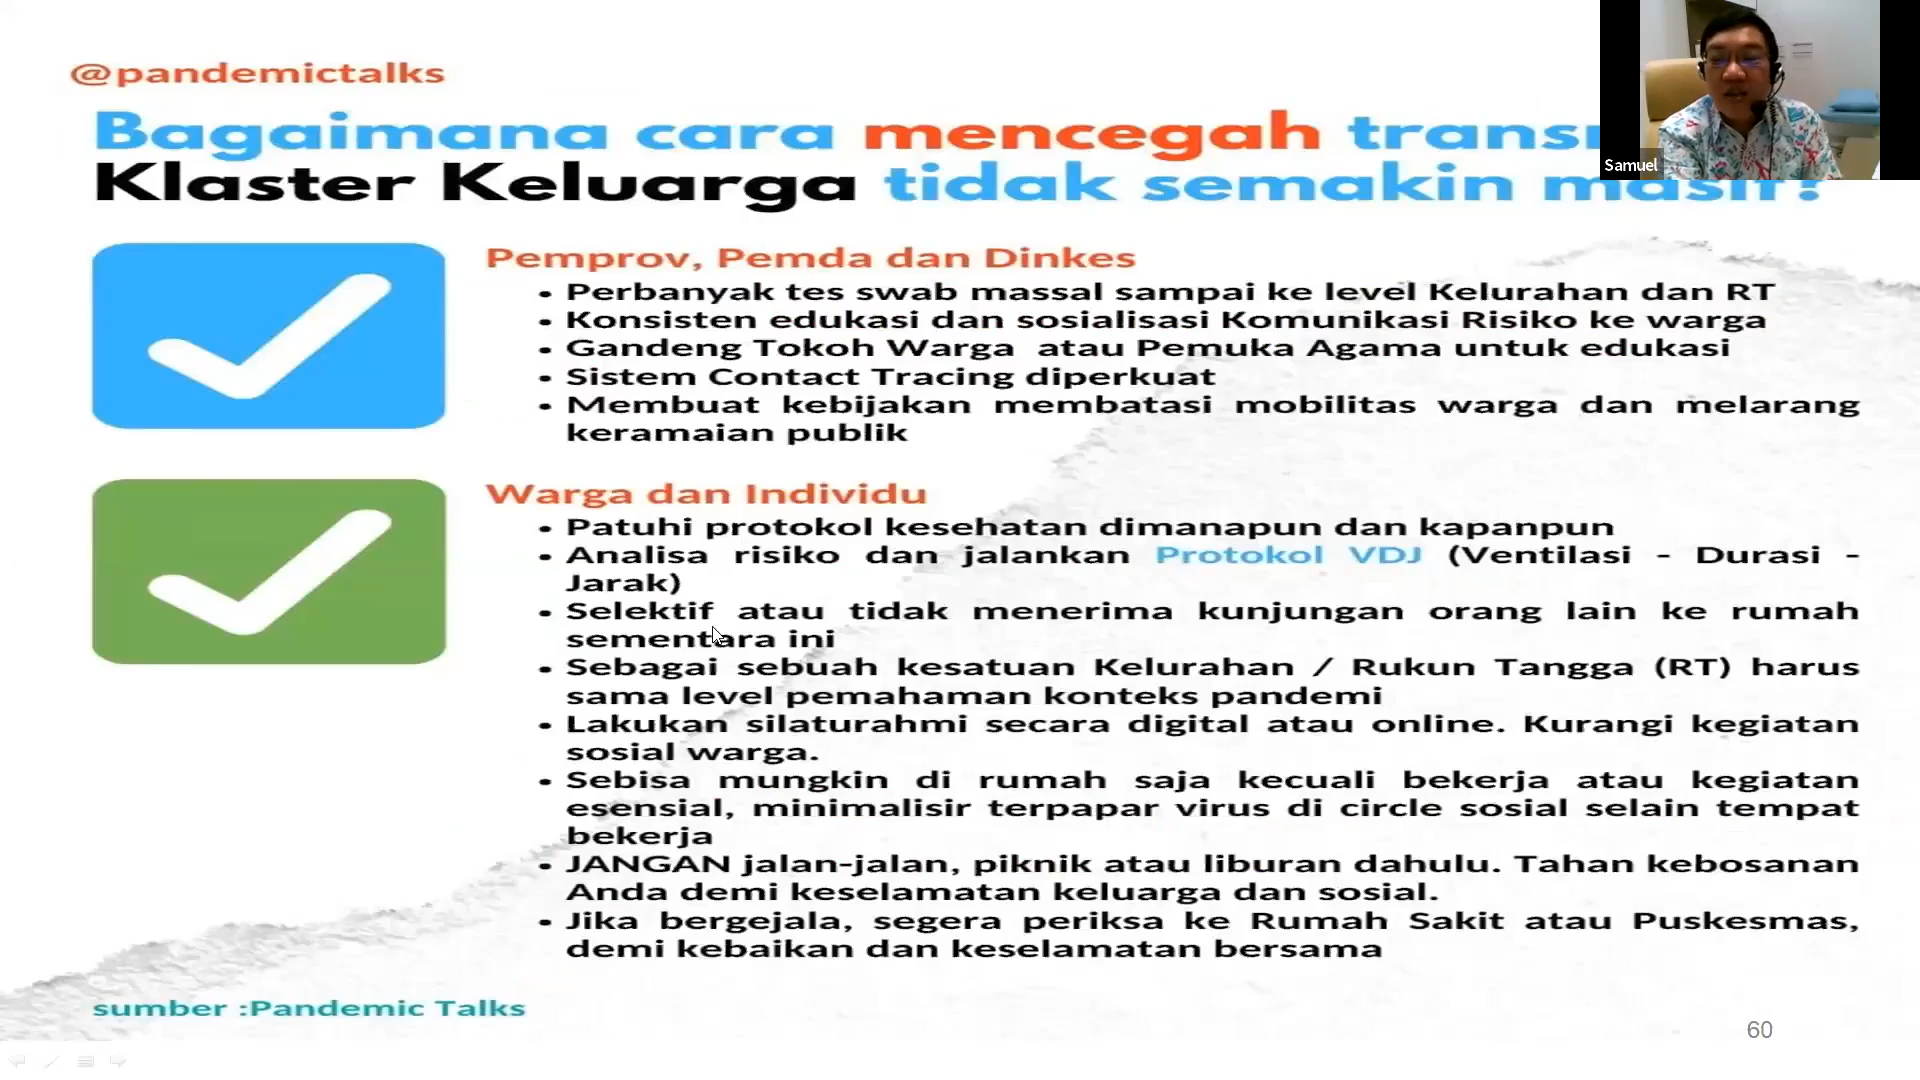 @pandemictalks
Bagaimana cara mencegah
Samuel
Klaster Keluarga tidak semakin masif?
Pemprov, Pemda dan Dinkes
• Perbanyak tes swab massal sampai ke level Kelurahan dan RT
• Konsisten edukasi dan sosialisasi Komunikasi Risiko ke warga
• Gandeng Tokoh Warga atau Pemuka Agama untuk edukasi
• Sistem Contact Tracing diperkuat
• Membuat kebijakan membatasi mobilitas warga dan melarang
keramaian publik
Warga dan Individu
• Patuhi protokol kesehatan dimanapun dan kapanpun
• Analisa risiko dan jalankan Protokol VDJ (Ventilasi - Durasi -
Jarak)
• Selektif atau tidak menerima kunjungan orang lain ke rumah
sementara ini
• Sebagai sebuah kesatuan Kelurahan / Rukun Tangga (RT) harus
sama level pemahaman konteks pandemi
• Lakukan silaturahmi secara digital atau online. Kurangi kegiatan
sosial warga.
• Sebisa mungkin di rumah saja kecuali bekerja atau kegiatan
esensial, minimalisir terpapar virus di circle sosial selain tempat
bekerja
• JANGAN jalan-jalan, piknik atau liburan dahulu. Tahan kebosanan
Anda demi keselamatan keluarga dan sosial.
• Jika bergejala, segera periksa ke Rumah Sakit atau Puskesmas,
demi kebaikan dan keselamatan bersama
sumber :Pandemic Talks
60